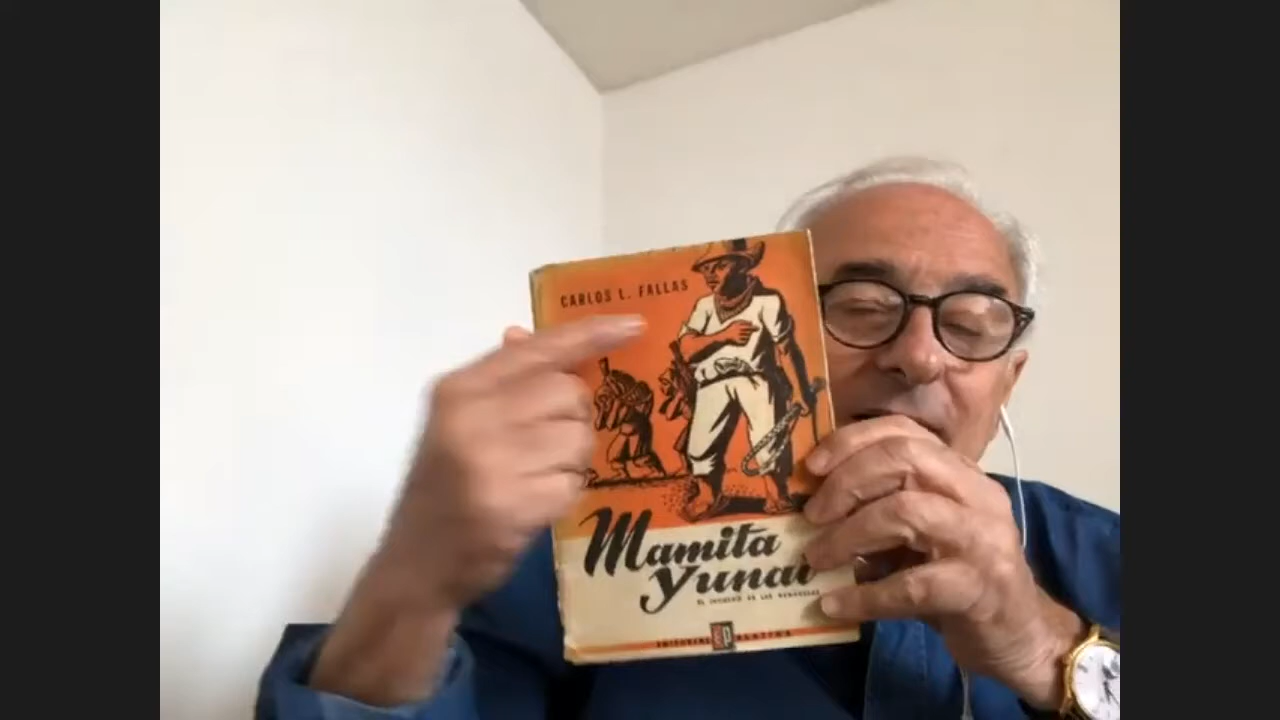 CARLOS L. FALLAS
Mamita
Yunai
EL INFIERNO DE LAS BANANERAS
EDITORIAL PLATINA